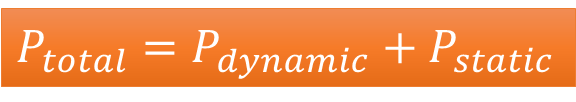 P_total = P_dynamic + P_static